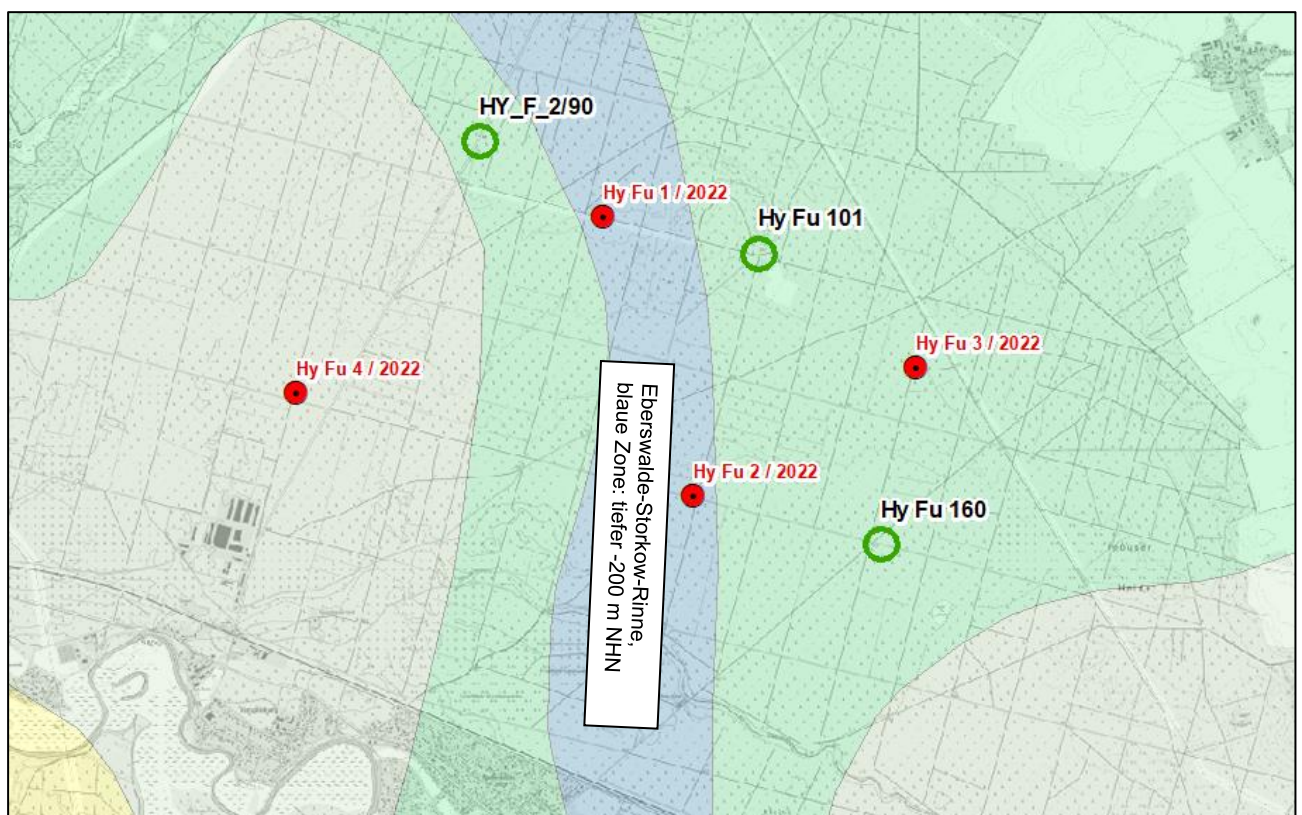 HY_F_2/90
Hy Fu 1 / 2022
Hy Fu 101
Hy Fu 3 / 2022
Hy Fu 4 / 2022
Eberswalde-Storkow-Rinne,
blaue Zone: tiefer -200 m NHN
Hy Fu 2 / 2022
Hy Fu 160